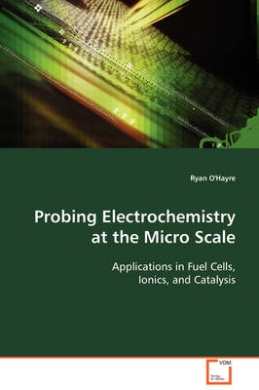 Ryan O'Hayre
Probing Electrochemistry
at the Micro Scale
Applications in Fuel Cells,
Ionics, and Catalysis
VDM